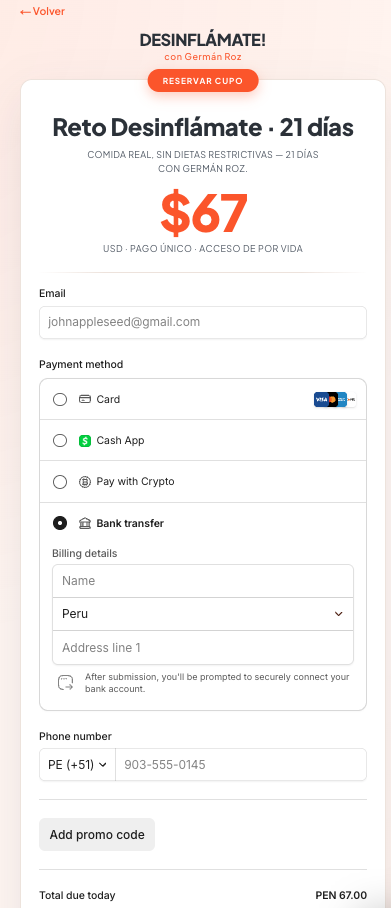 ← Volver
DESINFLÁMATE!
con Germán Roz
RESERVAR CUPO
Reto Desinflámate · 21 días
COMIDA REAL, SIN DIETAS RESTRICTIVAS — 21 DÍAS
CON GERMÁN ROZ.
$67
USD · PAGO ÚNICO · ACCESO DE POR VIDA
Email
johnappleseed@gmail.com
Payment method
Card
VISA
Cash App
Pay with Crypto
Bank transfer
Billing details
Name
Peru
Address line 1
After submission, you'll be prompted to securely connect your
bank account.
Phone number
PE (+51) 903-555-0145
Add promo code
Total due today PEN 67.00